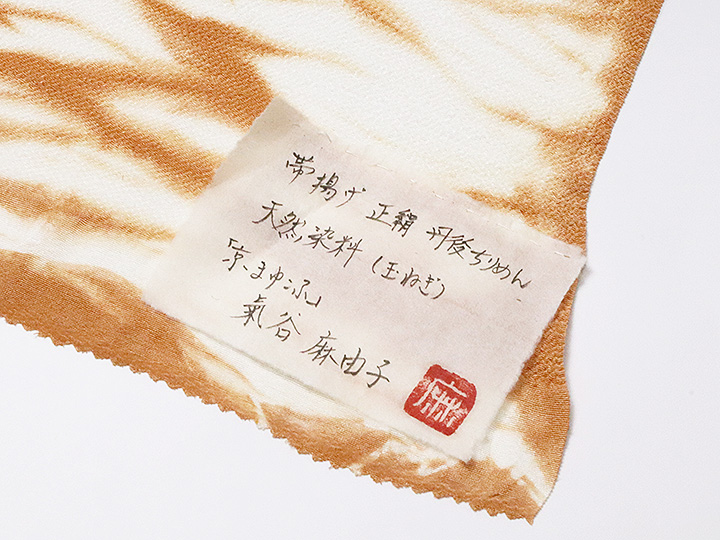 帯揚げ 正絹 丹後ちりめん
天然染料（玉ねぎ）
「京まゆこふ」
氣谷 麻由子
麻